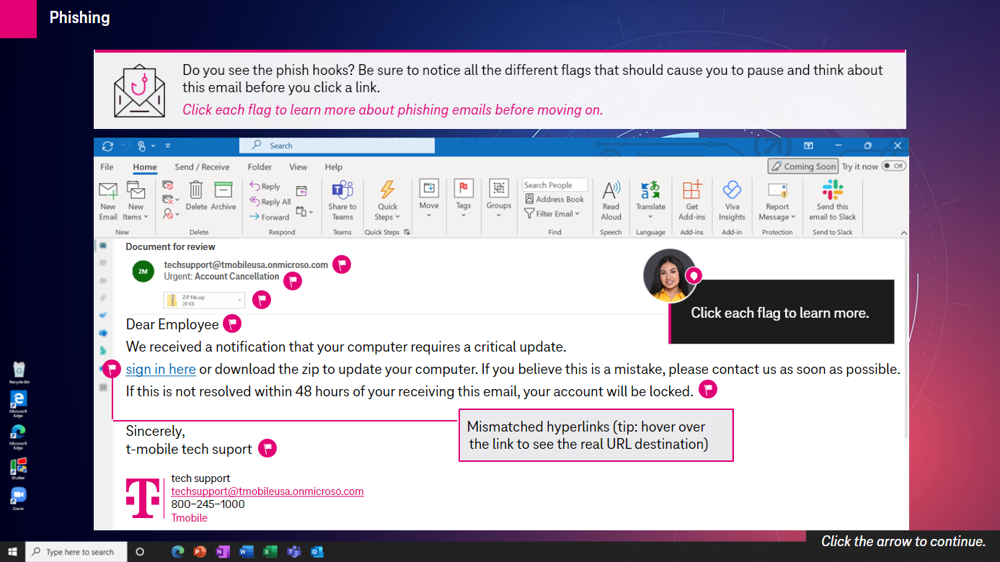 Phishing
Do you see the phish hooks? Be sure to notice all the different flags that should cause you to pause and think about
this email before you click a link.
Click each flag to learn more about phishing emails before moving on.
Search
File Home Send / Receive Folder View Help
Coming Soon Try it now Off
New Email
New Items
Delete
Archive
Reply
Reply All
Forward
Share to Teams
Quick Steps
Move
Tags
Groups
Search People
Address Book
Filter Email
Read Aloud
Translate
Get Add-ins
Viva Insights
Report Message
Send this email to Slack
New Delete Respond Teams Quick Steps Find Speech Language Add-ins Add-in Protection Send to Slack
Document for review
ZM
techsupport@tmobileusa.onmicroso.com
Urgent: Account Cancellation
ZIP file.zip
28 KB
Click each flag to learn more.
Dear Employee
We received a notification that your computer requires a critical update.
sign in here or download the zip to update your computer. If you believe this is a mistake, please contact us as soon as possible.
If this is not resolved within 48 hours of your receiving this email, your account will be locked.
Mismatched hyperlinks (tip: hover over
the link to see the real URL destination)
Sincerely,
t-mobile tech suport
T
tech support
techsupport@tmobileusa.onmicroso.com
800-245-1000
Tmobile
Recycle Bin
Microsoft Edge
Microsoft Edge
Shutter
Zoom
Click the arrow to continue.
Type here to search